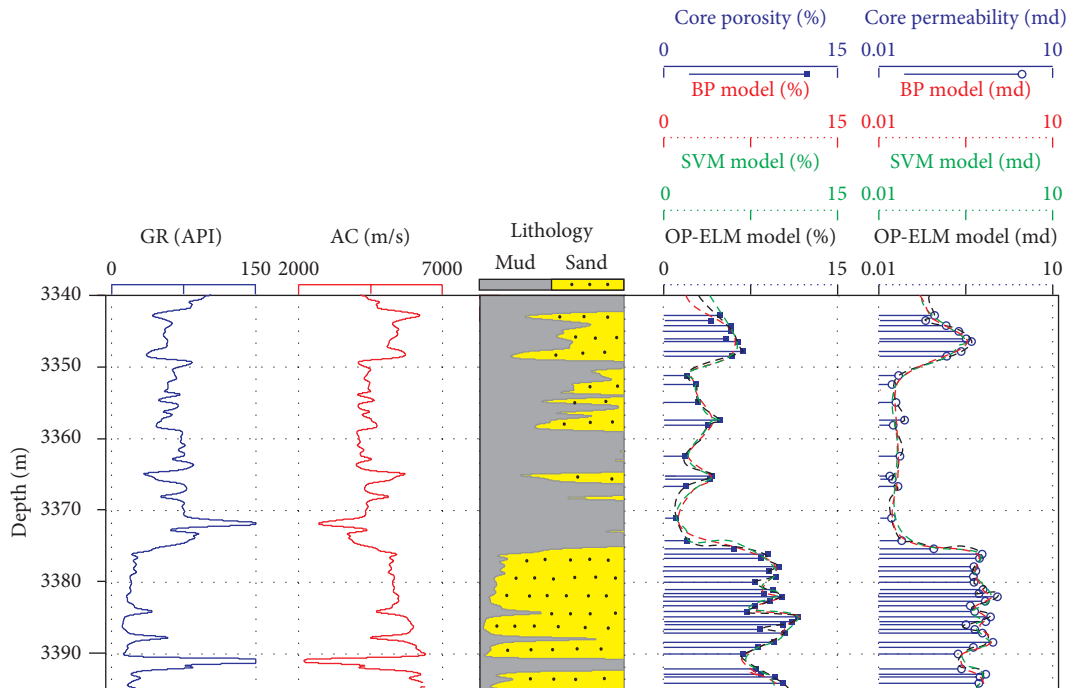 Core porosity (%) Core permeability (md)
0 15 0.01 10
BP model (%) BP model (md)
0 15 0.01 10
SVM model (%) SVM model (md)
0 15 0.01 10
GR (API) AC (m/s) Lithology OP-ELM model (%) OP-ELM model (md)
Mud Sand
0 150 2000 7000 0 15 0.01 10
3340
3350
3360
3370
3380
3390
Depth (m)